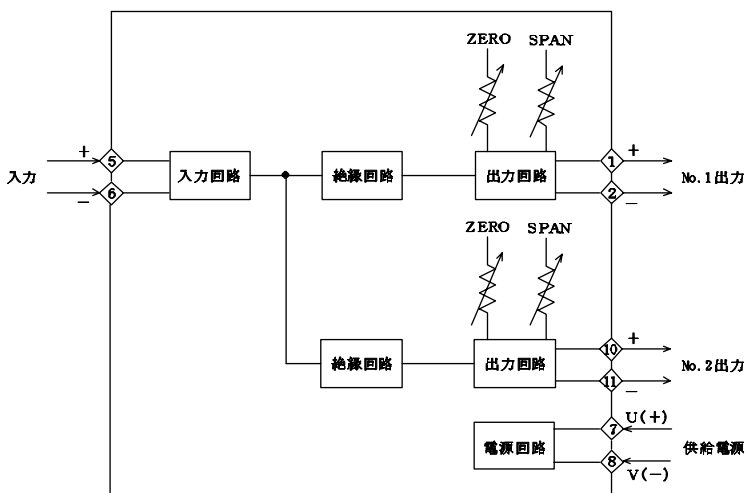 ZERO SPAN
+ 5 入力回路 絶縁回路 出力回路 1 +
入力 No.1出力
− 6 2 −
ZERO SPAN
絶縁回路 出力回路 10 +
No.2出力
11 −
電源回路 7 U(+)
供給電源
8 V(−)